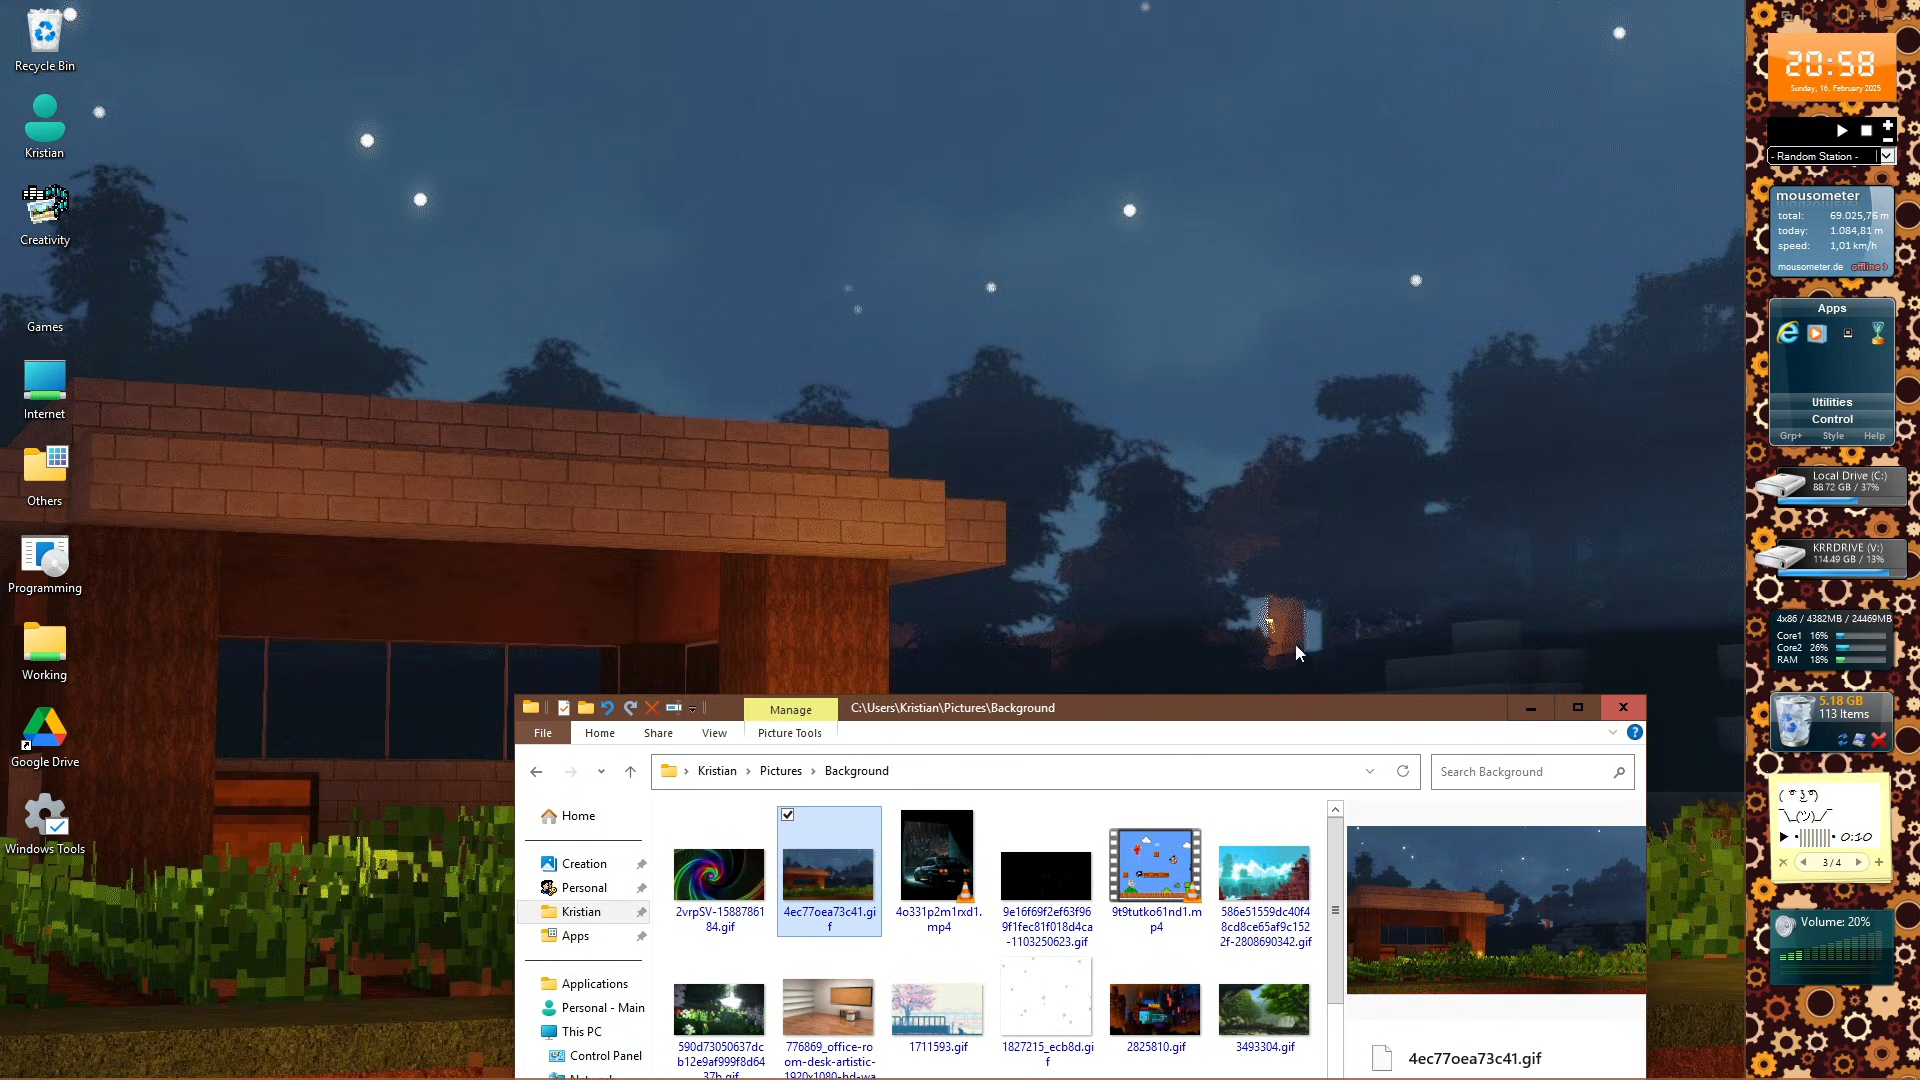 Recycle Bin
Kristian
Creativity
Games
Internet
Others
Programming
Working
Google Drive
Windows Tools
Manage
C:\Users\Kristian\Pictures\Background
File
Home
Share
View
Picture Tools
Kristian
Pictures
Background
Search Background
Home
Creation
Personal
Kristian
Apps
Applications
Personal - Main
This PC
Control Panel
2vrpSV-15887861
84.gif
4ec77oea73c41.gi
f
4o331p2m1rxd1.
mp4
9e16f69f2ef63f96
9f1fec81f018d4ca
-1103250623.gif
9t9tutko61nd1.m
p4
586e51559dc40f4
8cd8ce65af9c152
2f-2808690342.gif
590d73050637dc
b12e9af999f8d64
37b.gif
776869_office-ro
om-desk-artistic-
1920x1080-hd-wa
1711593.gif
1827215_ecb8d.gi
f
2825810.gif
3493304.gif
4ec77oea73c41.gif
20:58
Sunday, 16. February 2025
- Random Station -
mousometer
total: 69.025,76 m
today: 1.084,81 m
speed: 1,01 km/h
mousometer.de offline >
Apps
Utilities
Control
Grp+ Style Help
Local Drive (C:)
88.72 GB / 37%
KRRDRIVE (V:)
114.49 GB / 13%
4x86 / 4382MB / 24469MB
Core1 16%
Core2 26%
RAM 18%
5.18 GB
113 Items
( ͡° ͜ʖ ͡°)
¯\_(ツ)_/¯
▶ •|||||||• 0:10
3 / 4
Volume: 20%